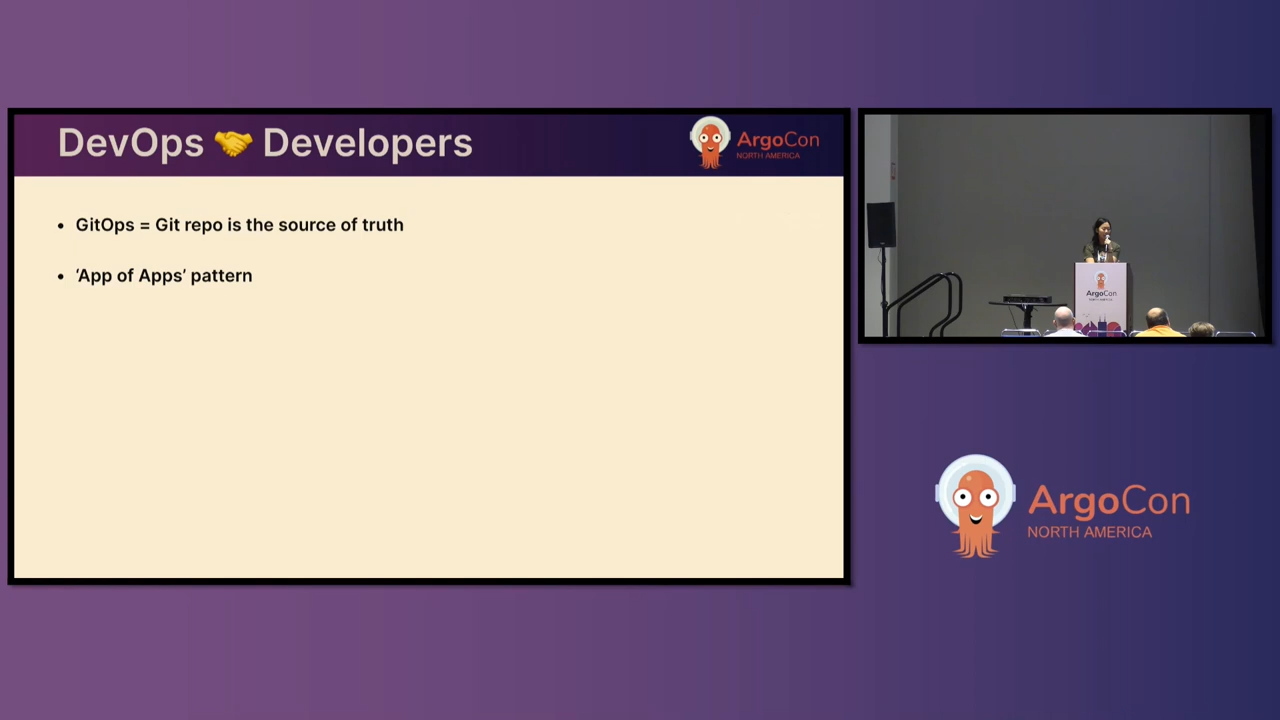 DevOps 🤝 Developers
ArgoCon
NORTH AMERICA
• GitOps = Git repo is the source of truth
• ‘App of Apps’ pattern
ArgoCon
ArgoCon
NORTH AMERICA